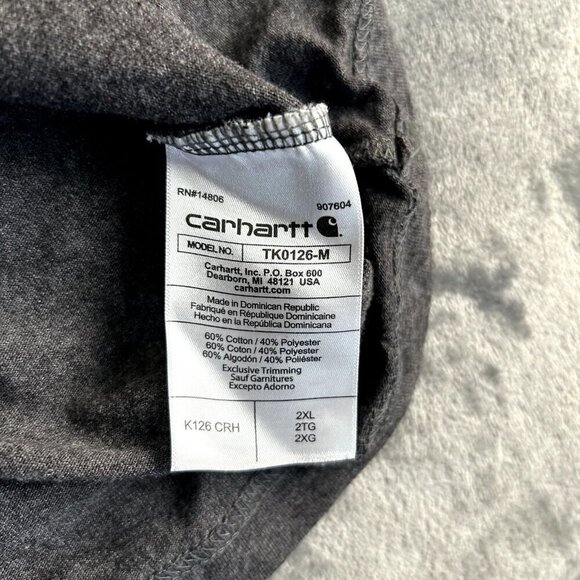 RN#14806
907604
carhartt
MODEL NO. TK0126-M
Carhartt, Inc. P.O. Box 600
Dearborn, MI 48121 USA
carhartt.com
Made in Dominican Republic
Fabriqué en République Dominicaine
Hecho en la República Dominicana
60% Cotton / 40% Polyester
60% Coton / 40% Polyester
60% Algodón / 40% Poliéster
Exclusive Trimming
Sauf Garnitures
Excepto Adorno
K126 CRH
2XL
2TG
2XG